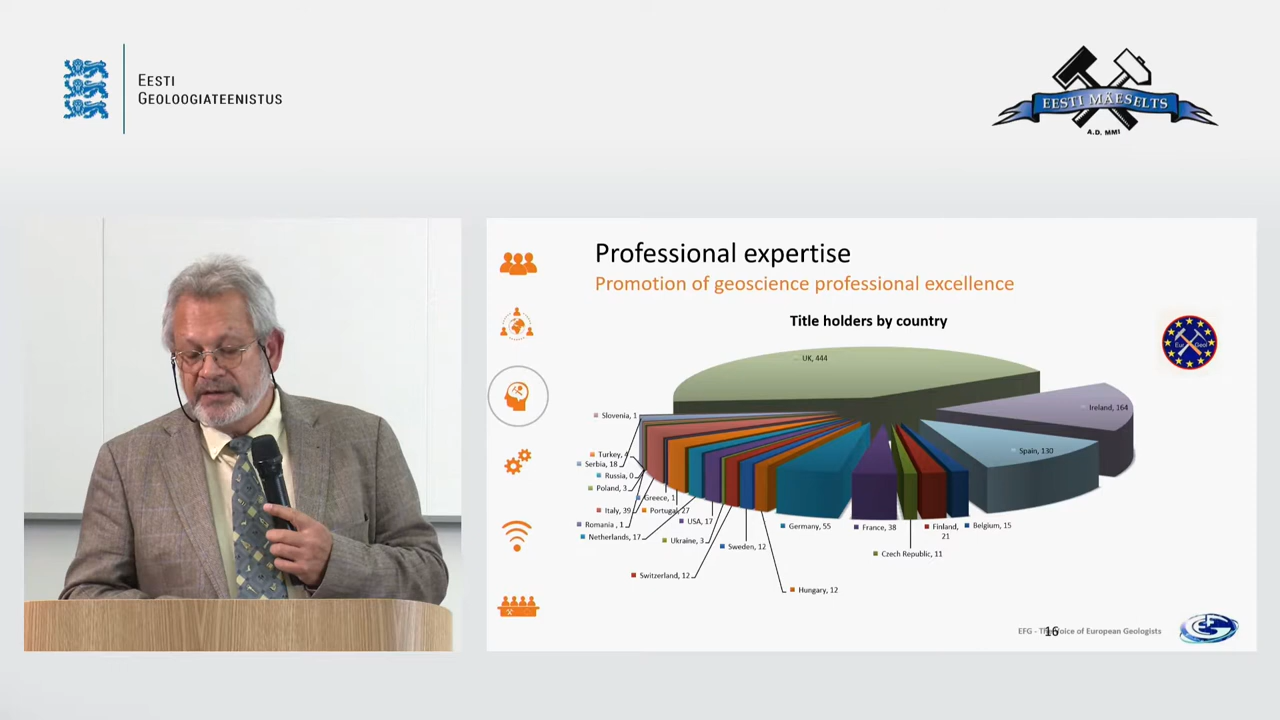 EESTI
GEOLOOGIATEENISTUS
EESTI MÄESELTS
A.D. MMI
Professional expertise
Promotion of geoscience professional excellence
Title holders by country
EurGeol
UK, 444
Ireland, 164
Spain, 130
Slovenia, 1
Turkey, 4
Serbia, 18
Russia, 0
Poland, 3
Greece, 1
Italy, 39
Portugal, 27
Romania , 1
USA, 17
Netherlands, 17
Ukraine, 3
Sweden, 12
Switzerland, 12
Hungary, 12
Germany, 55
France, 38
Czech Republic, 11
Finland,
21
Belgium, 15
EFG - The Voice of European Geologists
16
EFG